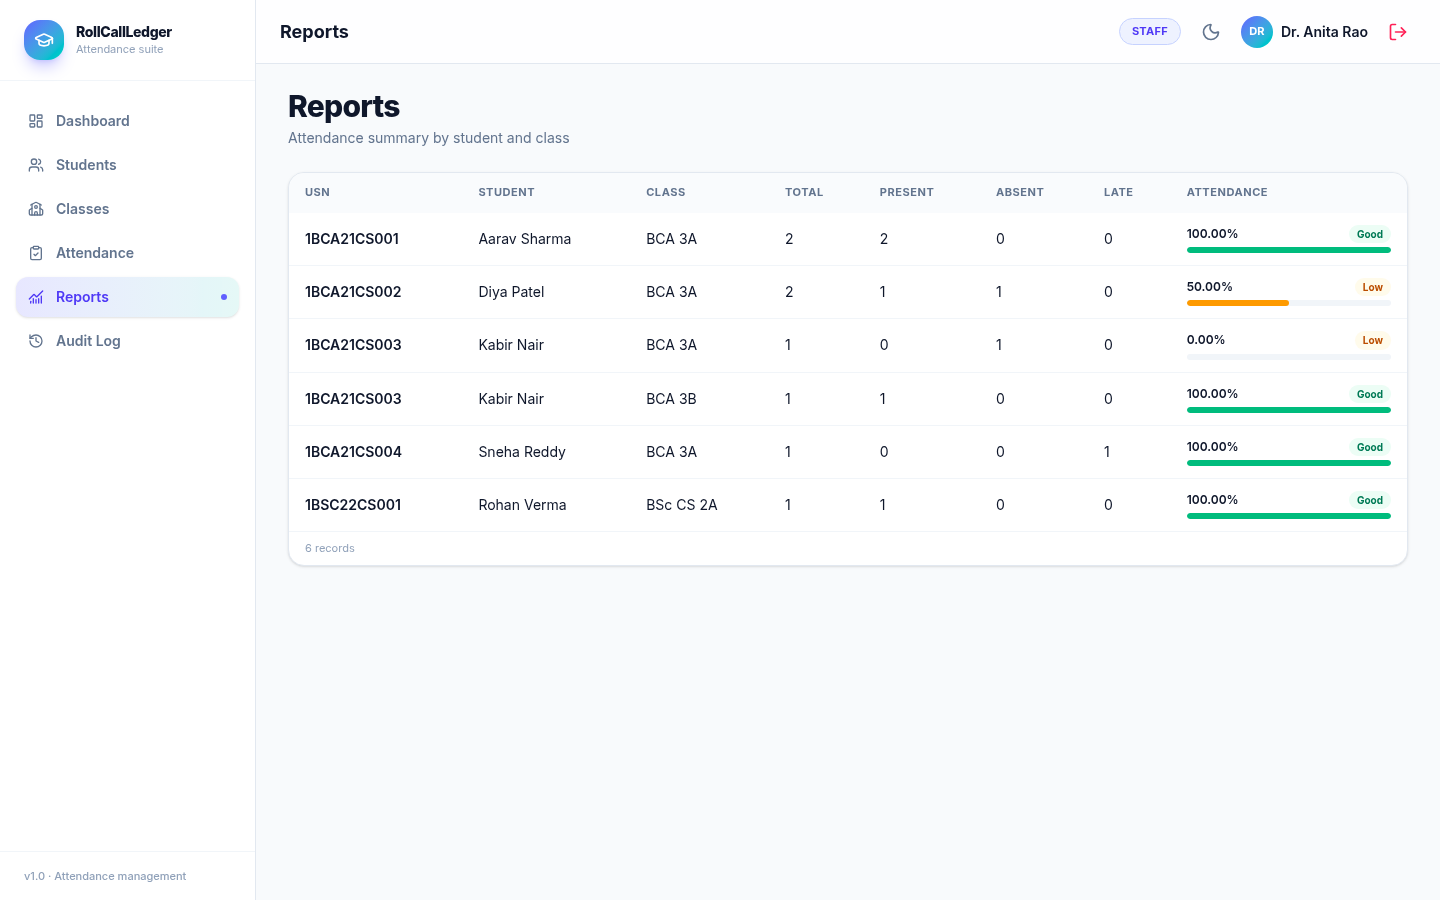 RollCallLedger
Attendance suite
Dashboard
Students
Classes
Attendance
Reports
Audit Log
v1.0 · Attendance management
Reports
STAFF
DR
Dr. Anita Rao
Reports
Attendance summary by student and class
USN STUDENT CLASS TOTAL PRESENT ABSENT LATE ATTENDANCE
1BCA21CS001 Aarav Sharma BCA 3A 2 2 0 0 100.00% Good
1BCA21CS002 Diya Patel BCA 3A 2 1 1 0 50.00% Low
1BCA21CS003 Kabir Nair BCA 3A 1 0 1 0 0.00% Low
1BCA21CS003 Kabir Nair BCA 3B 1 1 0 0 100.00% Good
1BCA21CS004 Sneha Reddy BCA 3A 1 0 0 1 100.00% Good
1BSC22CS001 Rohan Verma BSc CS 2A 1 1 0 0 100.00% Good
6 records